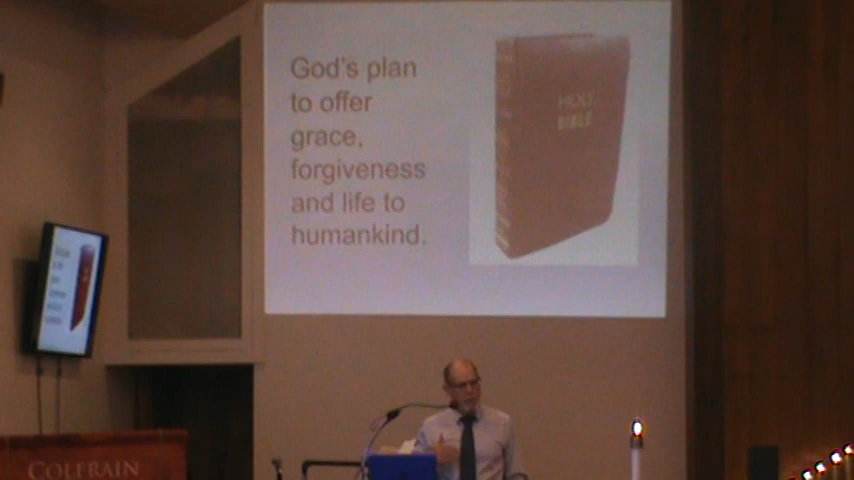 God's plan
to offer
grace,
forgiveness
and life to
humankind.
HOLY
BIBLE
COLERAIN